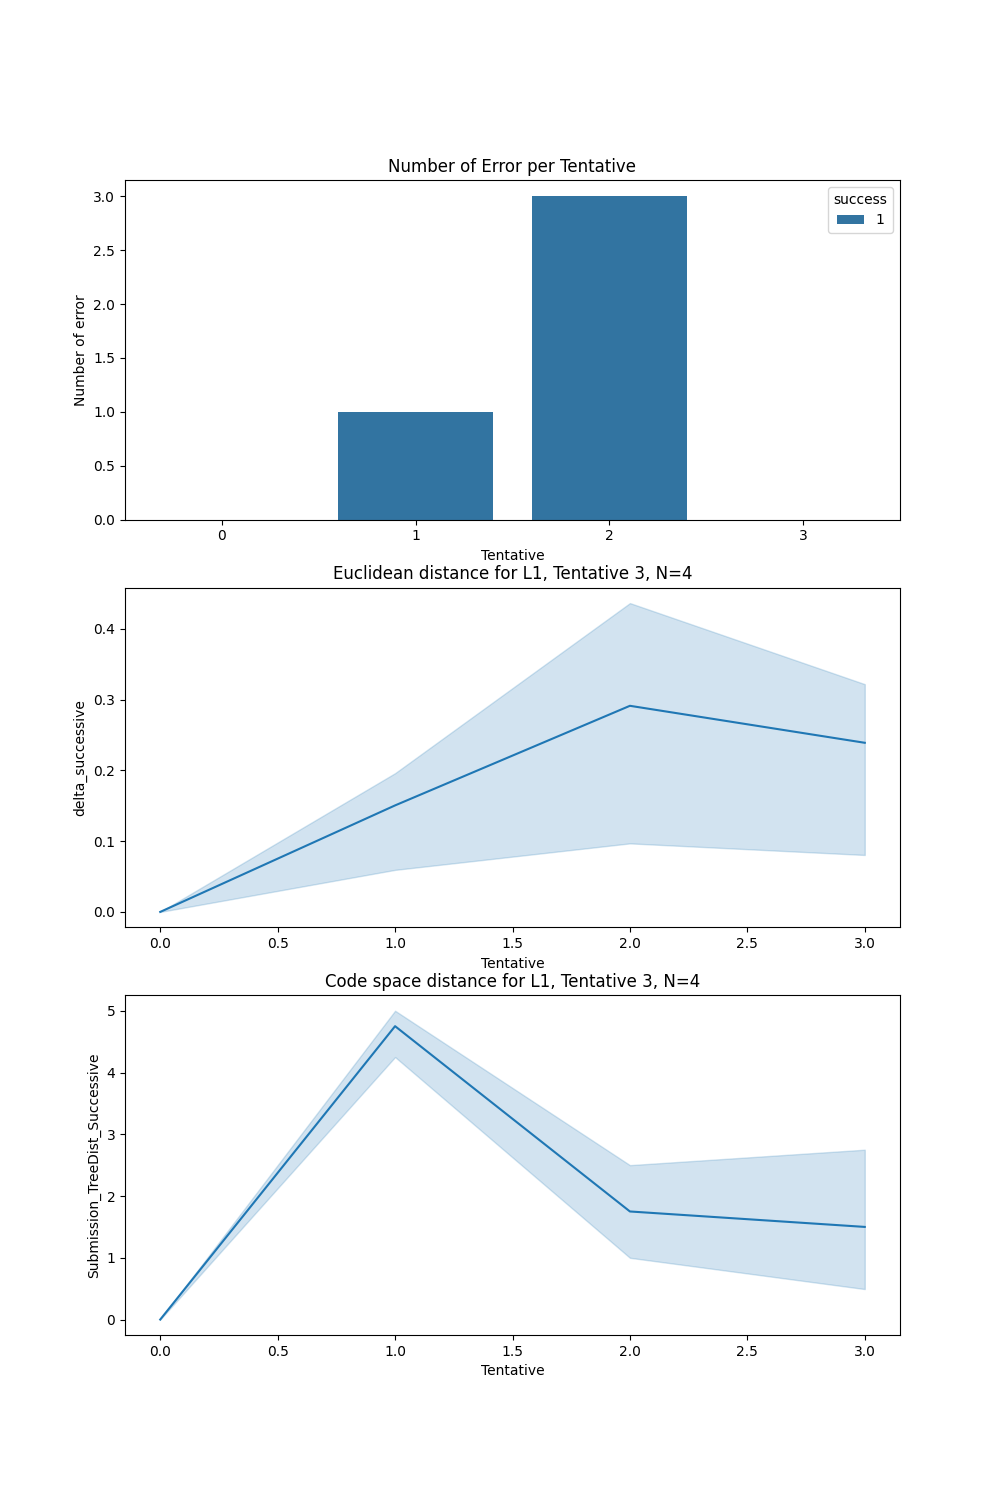 Number of Error per Tentative
success
1
Number of error
3.0
2.5
2.0
1.5
1.0
0.5
0.0
0 1 2 3
Tentative
Euclidean distance for L1, Tentative 3, N=4
delta_successive
0.4
0.3
0.2
0.1
0.0
0.0 0.5 1.0 1.5 2.0 2.5 3.0
Tentative
Code space distance for L1, Tentative 3, N=4
Submission_TreeDist_Successive
5
4
3
2
1
0
0.0 0.5 1.0 1.5 2.0 2.5 3.0
Tentative